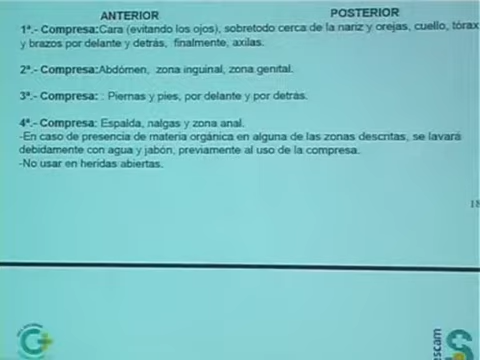 ANTERIOR POSTERIOR
1ª.- Compresa:Cara (evitando los ojos), sobretodo cerca de la nariz y orejas, cuello, tórax
y brazos por delante y detrás, finalmente, axilas.
2ª.- Compresa:Abdómen, zona inguinal, zona genital.
3ª.- Compresa: : Piernas y pies, por delante y por detrás.
4ª.- Compresa: Espalda, nalgas y zona anal.
-En caso de presencia de materia orgánica en alguna de las zonas descritas, se lavará
debidamente con agua y jabón, previamente al uso de la compresa.
-No usar en heridas abiertas.
18
escam